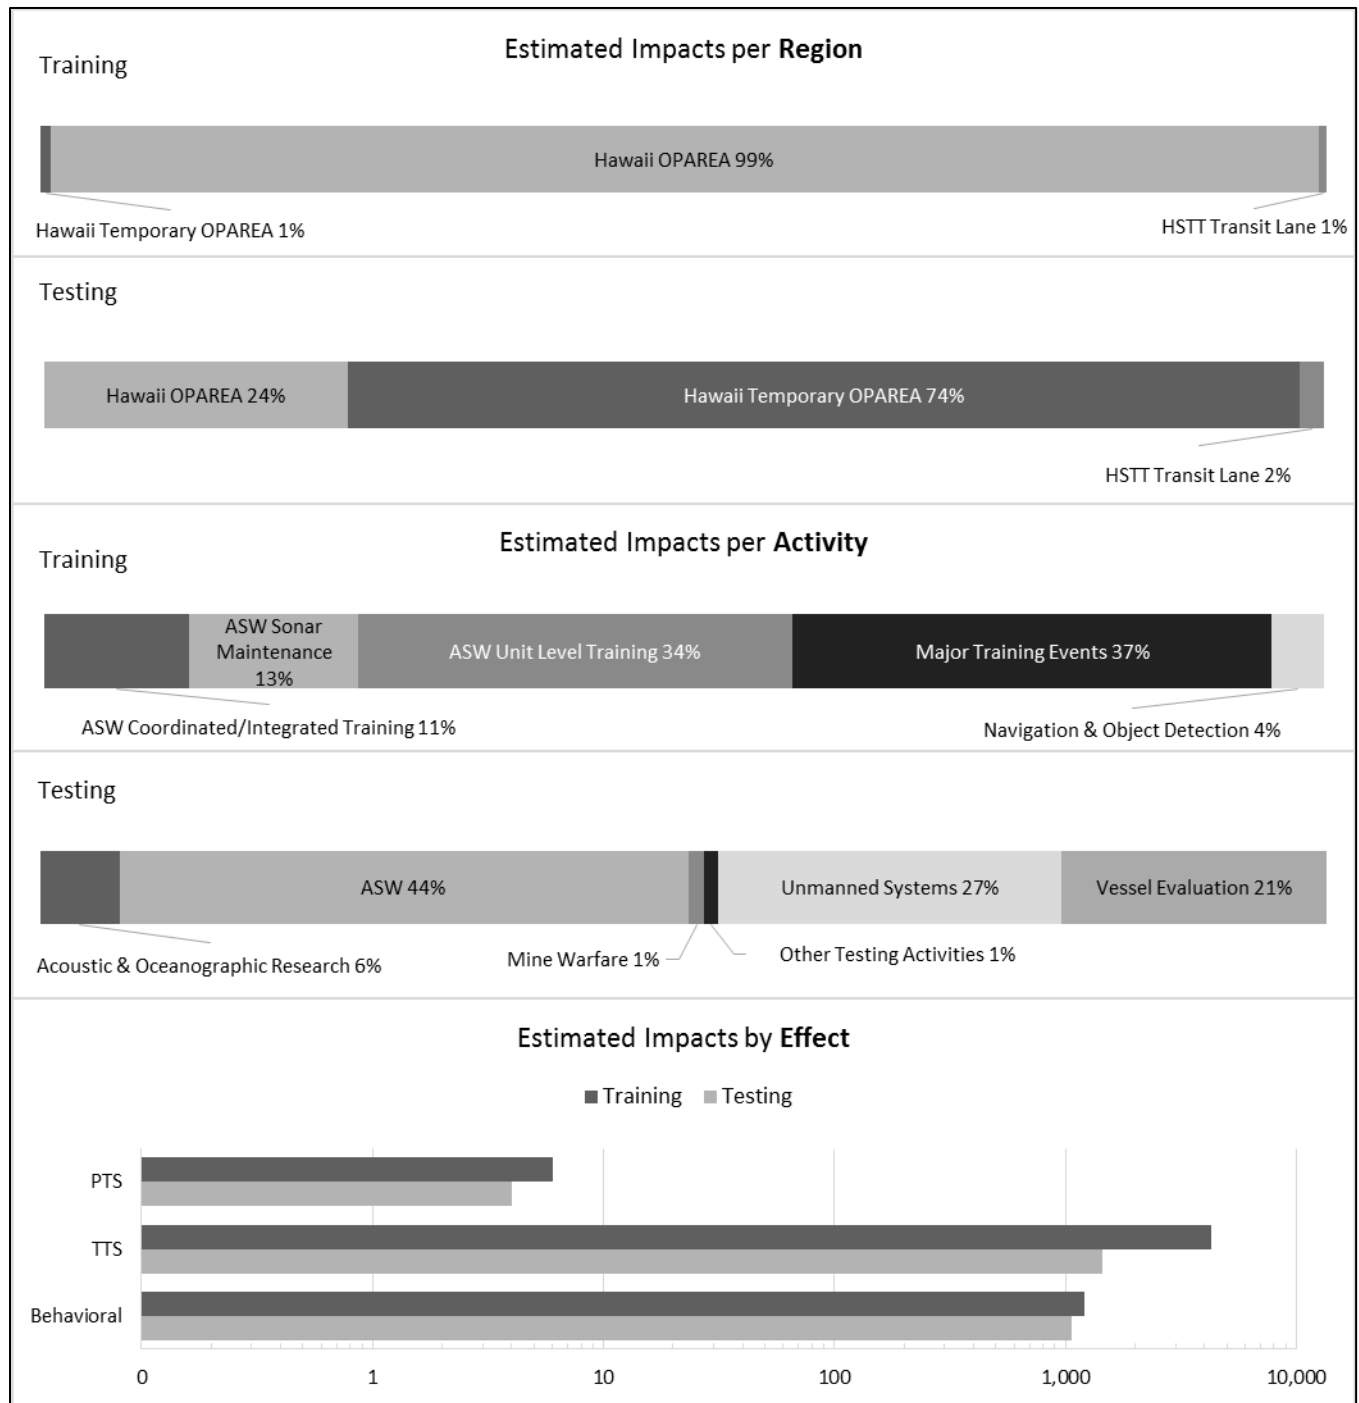 Estimated Impacts per Region
Training
Hawaii OPAREA 99%
Hawaii Temporary OPAREA 1%
HSTT Transit Lane 1%
Testing
Hawaii OPAREA 24%
Hawaii Temporary OPAREA 74%
HSTT Transit Lane 2%
Estimated Impacts per Activity
Training
ASW Sonar
Maintenance
13%
ASW Unit Level Training 34%
Major Training Events 37%
ASW Coordinated/Integrated Training 11%
Navigation & Object Detection 4%
Testing
ASW 44%
Unmanned Systems 27%
Vessel Evaluation 21%
Acoustic & Oceanographic Research 6%
Mine Warfare 1%
Other Testing Activities 1%
Estimated Impacts by Effect
Training
Testing
PTS
TTS
Behavioral
0
1
10
100
1,000
10,000